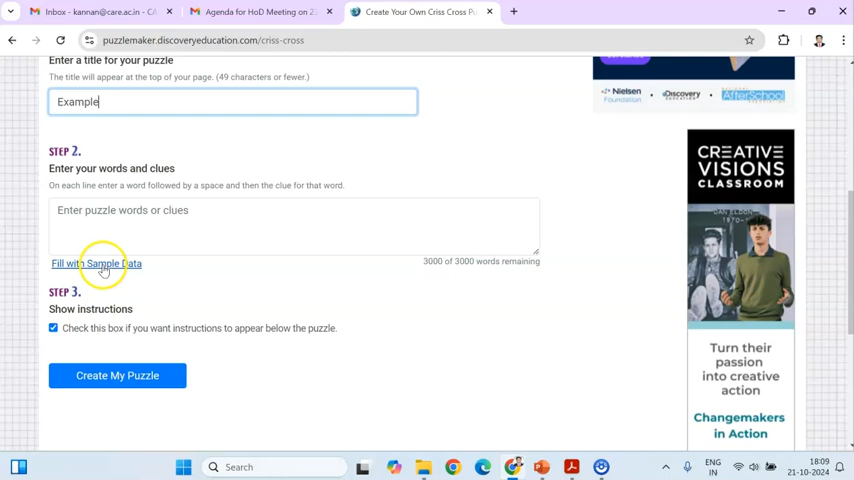 Inbox - kannan@care.ac.in - CA
Agenda for HoD Meeting on 2
Create Your Own Criss Cross Pu
puzzlemaker.discoveryeducation.com/criss-cross
Enter a title for your puzzle
The title will appear at the top of your page. (49 characters or fewer.)
Example
STEP 2.
Enter your words and clues
On each line enter a word followed by a space and then the clue for that word.
Enter puzzle words or clues
Fill with Sample Data
3000 of 3000 words remaining
STEP 3.
Show instructions
Check this box if you want instructions to appear below the puzzle.
Create My Puzzle
Nielsen Foundation
Discovery Education
AfterSchool
CREATIVE
VISIONS
CLASSROOM
Turn their
passion
into creative
action
Changemakers
in Action
Search
ENG
IN
18:09
21-10-2024